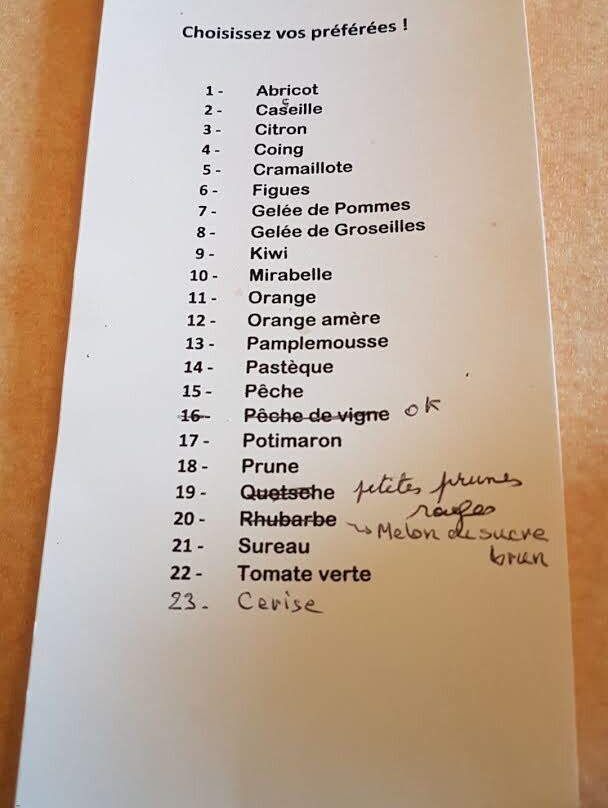 Choisissez vos préférées !
1 - Abricot
2 - Casseille
3 - Citron
4 - Coing
5 - Cramaillote
6 - Figues
7 - Gelée de Pommes
8 - Gelée de Groseilles
9 - Kiwi
10 - Mirabelle
11 - Orange
12 - Orange amère
13 - Pamplemousse
14 - Pastèque
15 - Pêche
16 - Pêche de vigne ok
17 - Potimaron
18 - Prune
19 - Quetsche petites prunes
rouges
20 - Rhubarbe → Melon de sucre
brun
21 - Sureau
22 - Tomate verte
23 - Cerise